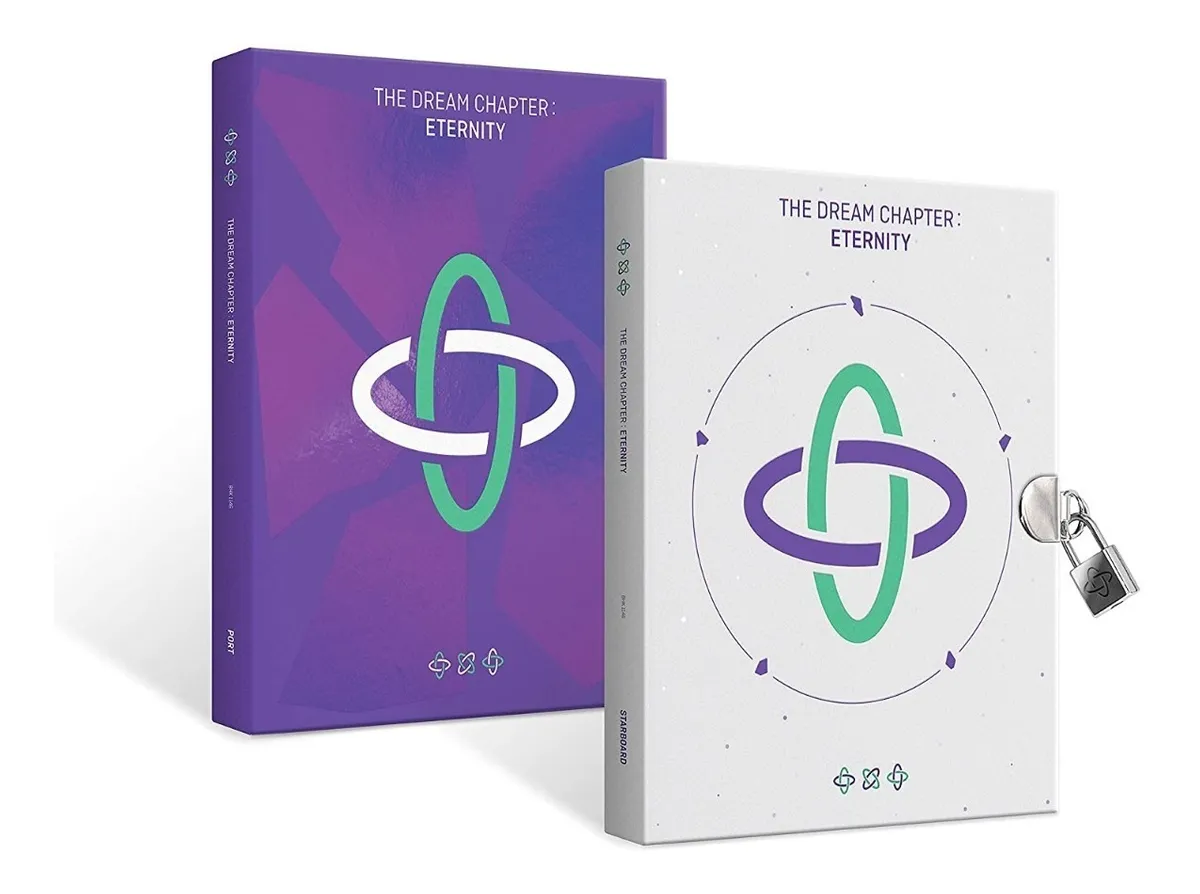 THE DREAM CHAPTER :
ETERNITY
THE DREAM CHAPTER : ETERNITY
PORT
THE DREAM CHAPTER :
ETERNITY
THE DREAM CHAPTER : ETERNITY
STARBOARD